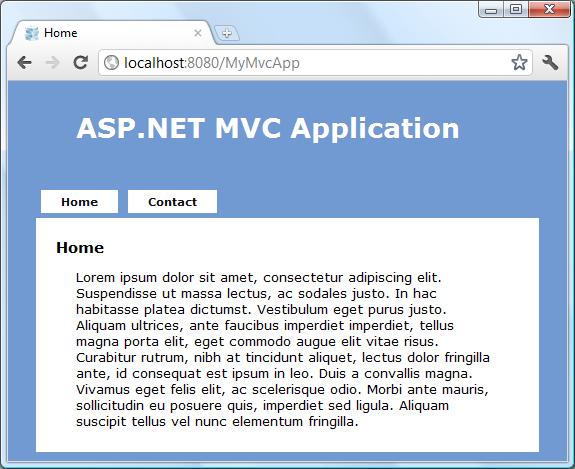 Home
localhost:8080/MyMvcApp
ASP.NET MVC Application
Home
Contact
Home
Lorem ipsum dolor sit amet, consectetur adipiscing elit.
Suspendisse ut massa lectus, ac sodales justo. In hac
habitasse platea dictumst. Vestibulum eget purus justo.
Aliquam ultrices, ante faucibus imperdiet imperdiet, tellus
magna porta elit, eget commodo augue elit vitae risus.
Curabitur rutrum, nibh at tincidunt aliquet, lectus dolor fringilla
ante, id consequat est ipsum in leo. Duis a convallis magna.
Vivamus eget felis elit, ac scelerisque odio. Morbi ante mauris,
sollicitudin eu posuere quis, imperdiet sed ligula. Aliquam
suscipit tellus vel nunc elementum fringilla.